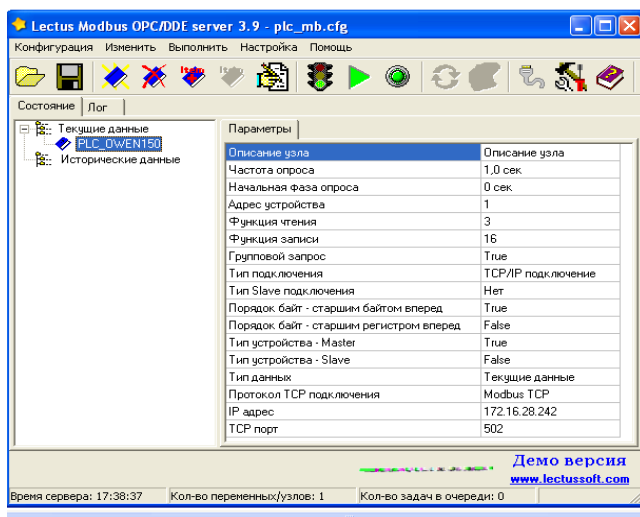 Lectus Modbus OPC/DDE server 3.9 - plc_mb.cfg
Конфигурация Изменить Выполнить Настройка Помощь
Состояние Лог
Текущие данные
PLC_OWEN150
Исторические данные
Параметры
Описание узла Описание узла
Частота опроса 1,0 сек
Начальная фаза опроса 0 сек
Адрес устройства 1
Функция чтения 3
Функция записи 16
Групповой запрос True
Тип подключения TCP/IP подключение
Тип Slave подключения Нет
Порядок байт - старшим байтом вперед True
Порядок байт - старшим регистром вперед False
Тип устройства - Master True
Тип устройства - Slave False
Тип данных Текущие данные
Протокол TCP подключения Modbus TCP
IP адрес 172.16.28.242
TCP порт 502
Демо версия
www.lectussoft.com
Время сервера: 17:38:37 Кол-во переменных/узлов: 1 Кол-во задач в очереди: 0